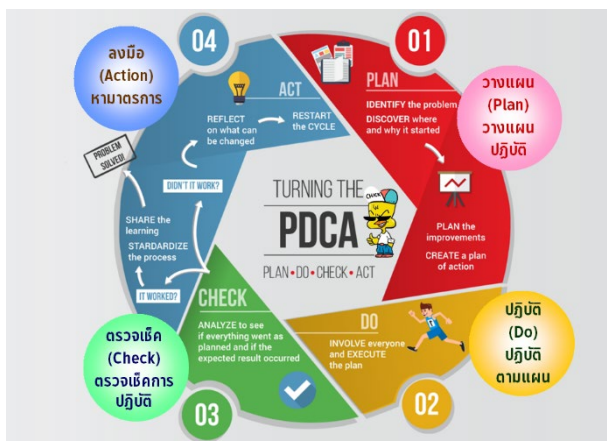 04
ลงมือ
(Action)
หามาตรการ
ACT
REFLECT
on what can
be changed
RESTART
the CYCLE
PROBLEM
SOLVED!
DIDN'T IT WORK?
SHARE the
learning
STARDARDIZE
the process
IT WORKED?
01
PLAN
IDENTIFY the problem
DISCOVER where
and why it started
วางแผน
(Plan)
วางแผน
ปฏิบัติ
PLAN the
improvements
CREATE a plan
of action
TURNING THE
CHICK
PDCA
PLAN•DO•CHECK•ACT
CHECK
ANALYZE to see
if everything went as
planned and if the
expected result occurred
ตรวจเช็ค
(Check)
ตรวจเช็คการ
ปฏิบัติ
03
DO
INVOLVE everyone
and EXECUTE
the plan
ปฏิบัติ
(Do)
ปฏิบัติ
ตามแผน
02